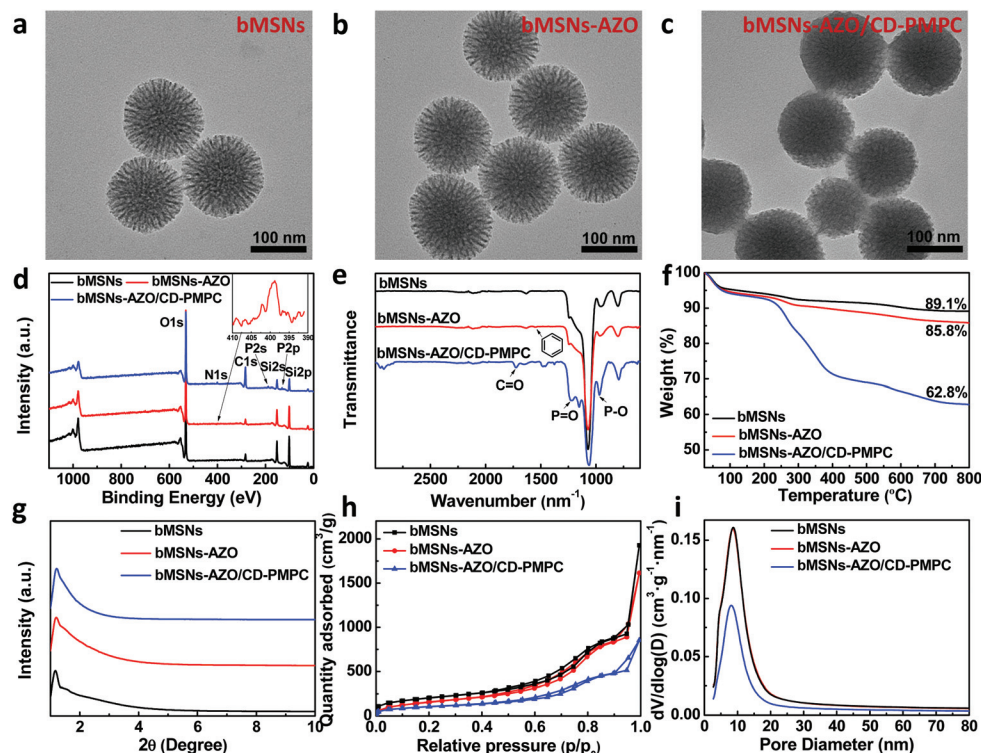 a bMSNs
b bMSNs-AZO
c bMSNs-AZO/CD-PMPC
100 nm
100 nm
100 nm
d
bMSNs bMSNs-AZO
bMSNs-AZO/CD-PMPC
O1s
N1s
C1s
P2s
Si2s
P2p
Si2p
410 405 400 395 390
Intensity (a.u.)
1000 800 600 400 200 0
Binding Energy (eV)
e
bMSNs
bMSNs-AZO
bMSNs-AZO/CD-PMPC
C=O
P=O
P-O
Transmittance
3000 2000 1000
Wavenumber (nm⁻¹)
f
100
90
80
70
60
50
40
89.1%
85.8%
62.8%
bMSNs
bMSNs-AZO
bMSNs-AZO/CD-PMPC
Weight (%)
100 200 300 400 500 600 700 800
Temperature (°C)
g
bMSNs
bMSNs-AZO
bMSNs-AZO/CD-PMPC
Intensity (a.u.)
2 4 6 8 10
2θ (Degree)
h
bMSNs
bMSNs-AZO
bMSNs-AZO/CD-PMPC
Quantity adsorbed (cm³/g)
2000
1750
1500
1250
1000
750
500
250
0
0.0 0.2 0.4 0.6 0.8 1.0
Relative pressure (p/p₀)
i
bMSNs
bMSNs-AZO
bMSNs-AZO/CD-PMPC
dV/dlog(D) (cm³·g⁻¹·nm⁻¹)
0.15
0.10
0.05
0.00
0 10 20 30 40 50 60 70 80
Pore Diameter (nm)